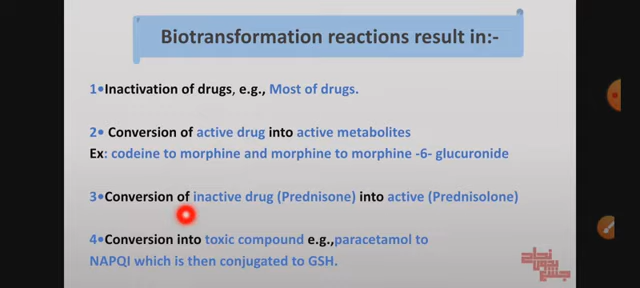 Biotransformation reactions result in:-
1•Inactivation of drugs, e.g., Most of drugs.
2• Conversion of active drug into active metabolites
Ex: codeine to morphine and morphine to morphine -6- glucuronide
3•Conversion of inactive drug (Prednisone) into active (Prednisolone)
4•Conversion into toxic compound e.g.,paracetamol to
NAPQI which is then conjugated to GSH.